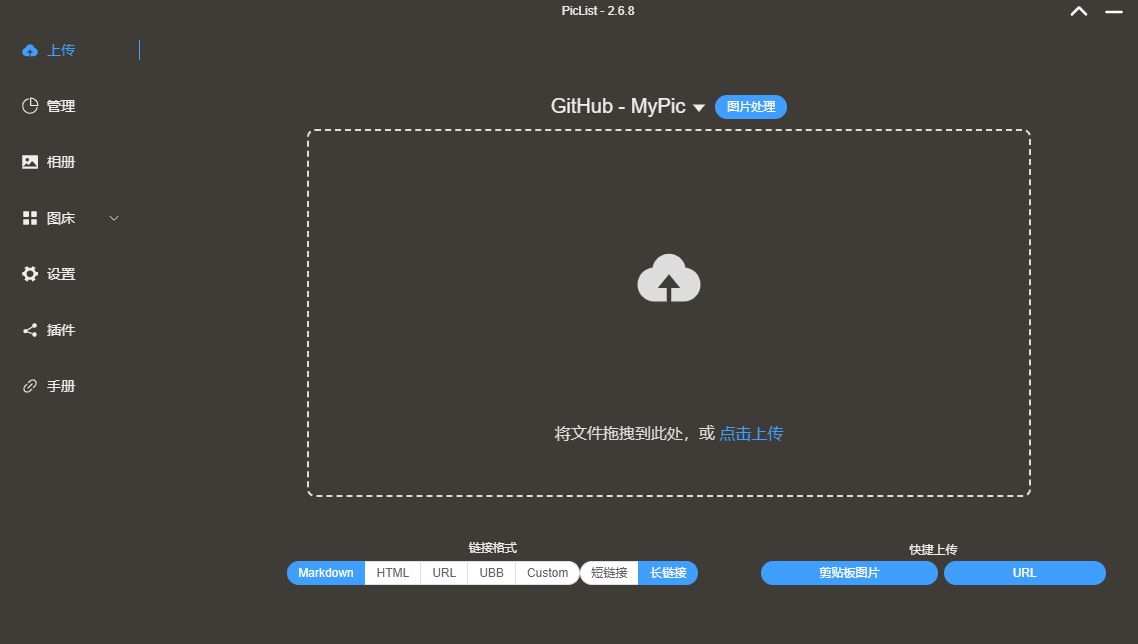 PicList - 2.6.8
上传
管理
相册
图床
设置
插件
手册
GitHub - MyPic
图片处理
将文件拖拽到此处，或 点击上传
链接格式
Markdown HTML URL UBB Custom 短链接 长链接
快捷上传
剪贴板图片 URL